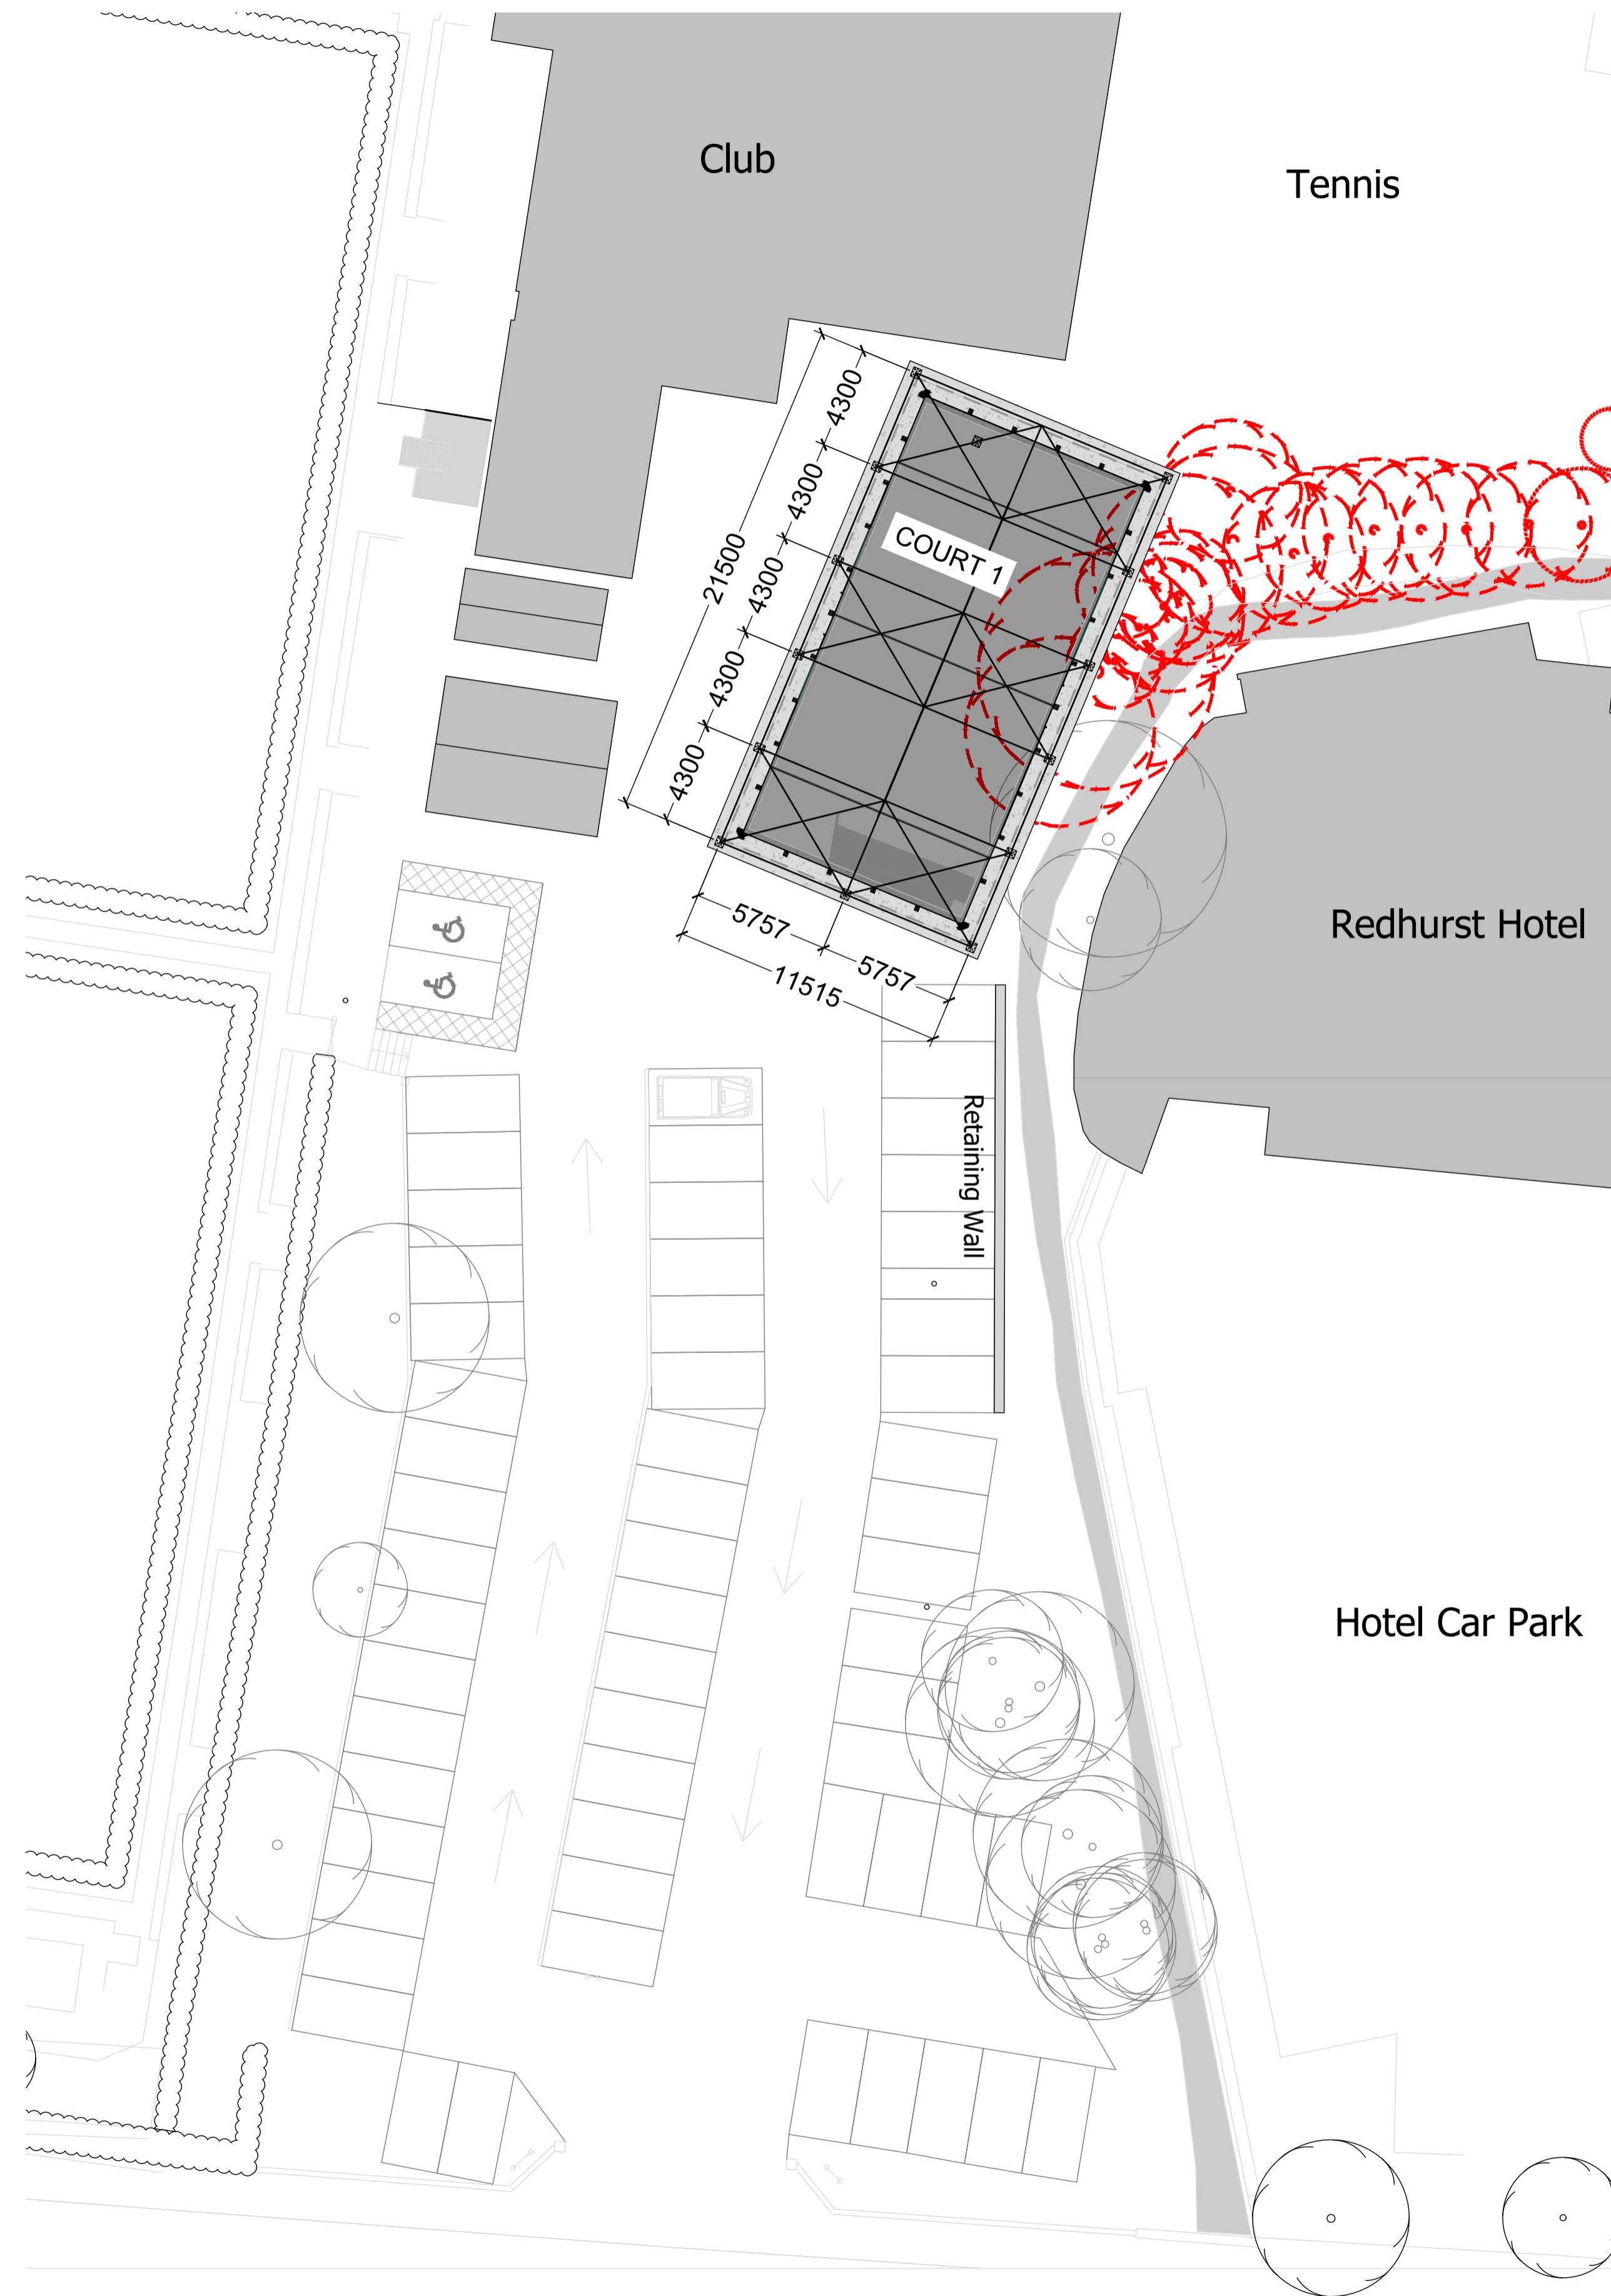 Club
Tennis
4300
4300
21500
4300
4300
4300
COURT 1
5757
5757
11515
Redhurst Hotel
Retaining Wall
Hotel Car Park